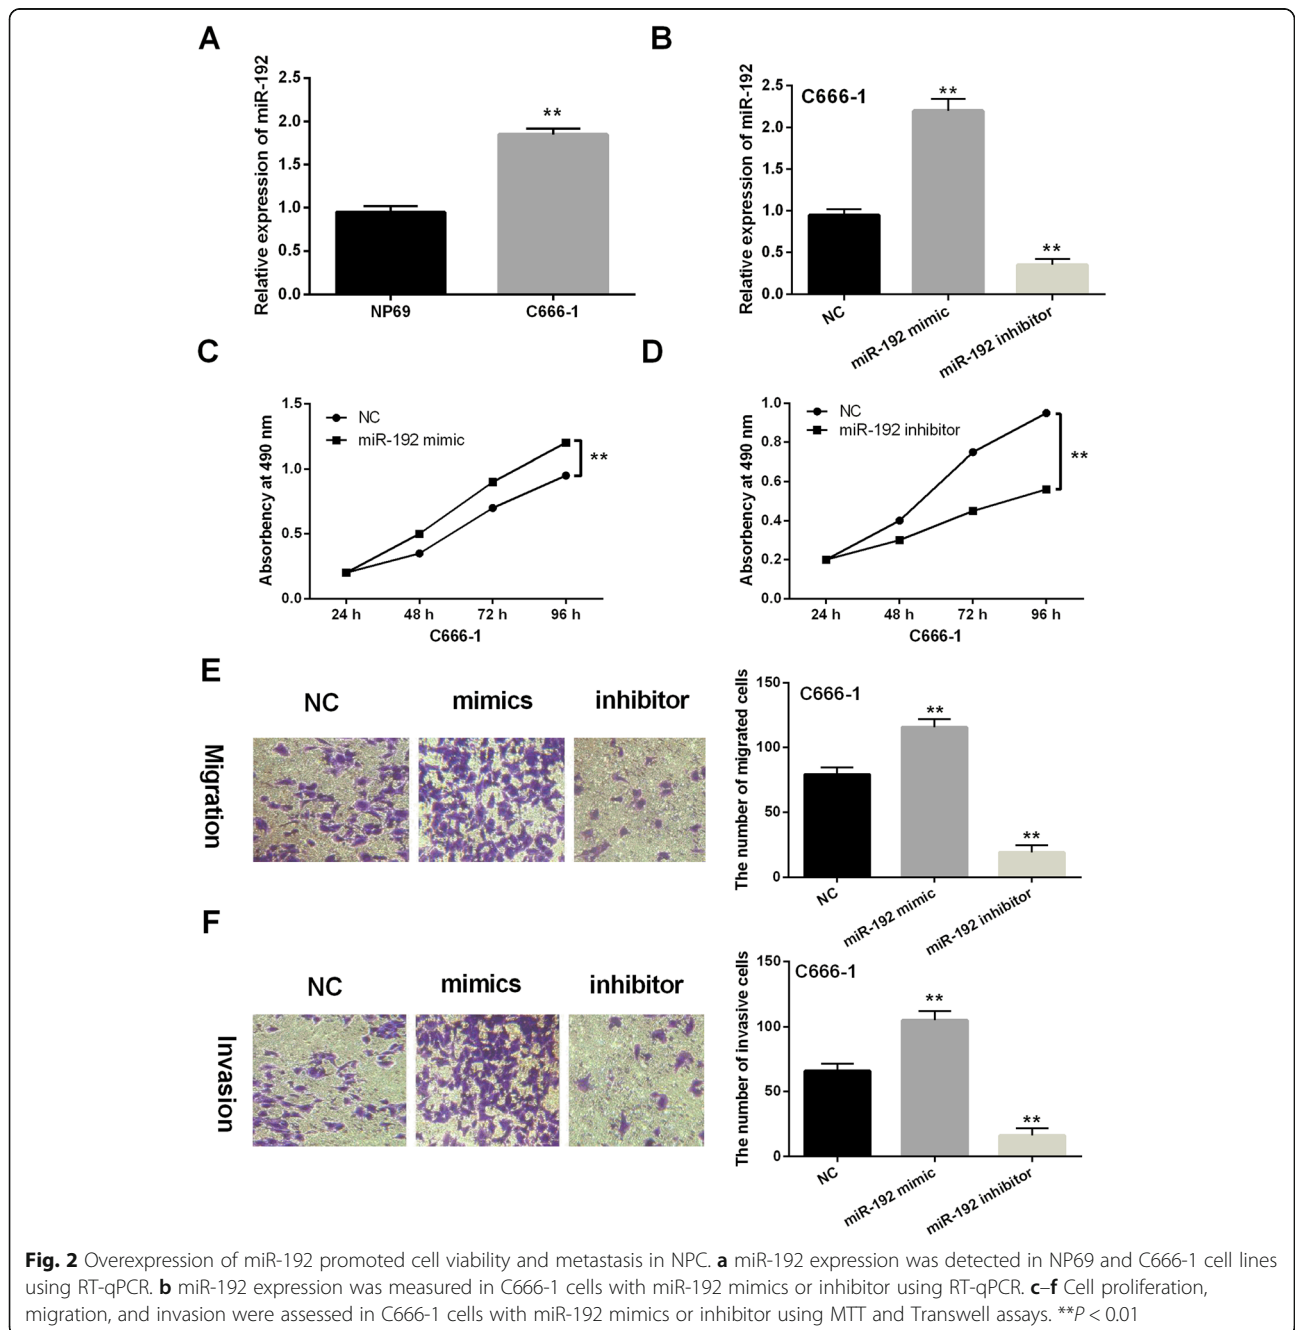 A
Relative expression of miR-192
2.5
2.0
1.5
1.0
0.5
0.0
**
NP69
C666-1
B
Relative expression of miR-192
2.5
2.0
1.5
1.0
0.5
0.0
C666-1
**
**
NC
miR-192 mimic
miR-192 inhibitor
C
Absorbency at 490 nm
1.5
1.0
0.5
0.0
NC
miR-192 mimic
**
24 h
48 h
72 h
96 h
C666-1
D
Absorbency at 490 nm
1.0
0.8
0.6
0.4
0.2
0.0
NC
miR-192 inhibitor
**
24 h
48 h
72 h
96 h
C666-1
E
NC
mimics
inhibitor
Migration
The number of migrated cells
150
100
50
0
C666-1
**
**
NC
miR-192 mimic
miR-192 inhibitor
F
NC
mimics
inhibitor
Invasion
The number of invasive cells
150
100
50
0
C666-1
**
**
NC
miR-192 mimic
miR-192 inhibitor
Fig. 2 Overexpression of miR-192 promoted cell viability and metastasis in NPC. a miR-192 expression was detected in NP69 and C666-1 cell lines
using RT-qPCR. b miR-192 expression was measured in C666-1 cells with miR-192 mimics or inhibitor using RT-qPCR. c–f Cell proliferation,
migration, and invasion were assessed in C666-1 cells with miR-192 mimics or inhibitor using MTT and Transwell assays. **P < 0.01